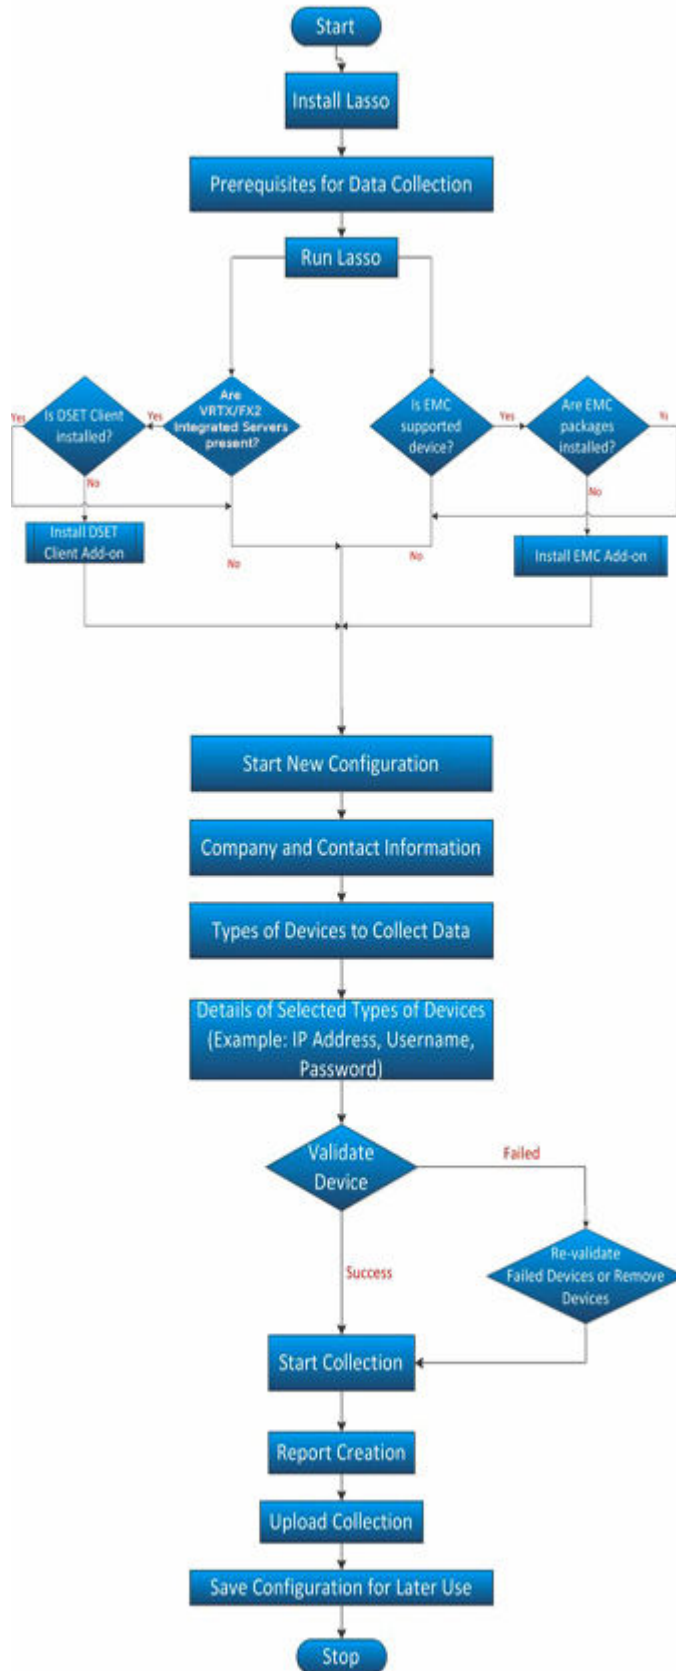 Start
Install Lasso
Prerequisites for Data Collection
Run Lasso
Yes
Is DSET Client
installed?
Yes
Are
VRTX/FX2
Integrated Servers
present?
Is EMC
supported
device?
Yes
Are EMC
packages
installed?
No
No
Install DSET
Client Add-on
No
No
Install EMC Add-on
Start New Configuration
Company and Contact Information
Types of Devices to Collect Data
Details of Selected Types of Devices
(Example: IP Address, Username,
Password)
Validate
Device
Failed
Success
Re-validate
Failed Devices or Remove
Devices
Start Collection
Report Creation
Upload Collection
Save Configuration for Later Use
Stop